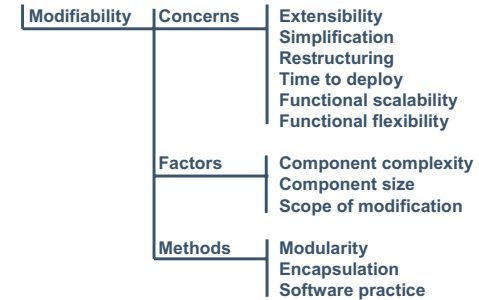 Modifiability Concerns Extensibility
Simplification
Restructuring
Time to deploy
Functional scalability
Functional flexibility
Factors Component complexity
Component size
Scope of modification
Methods Modularity
Encapsulation
Software practice